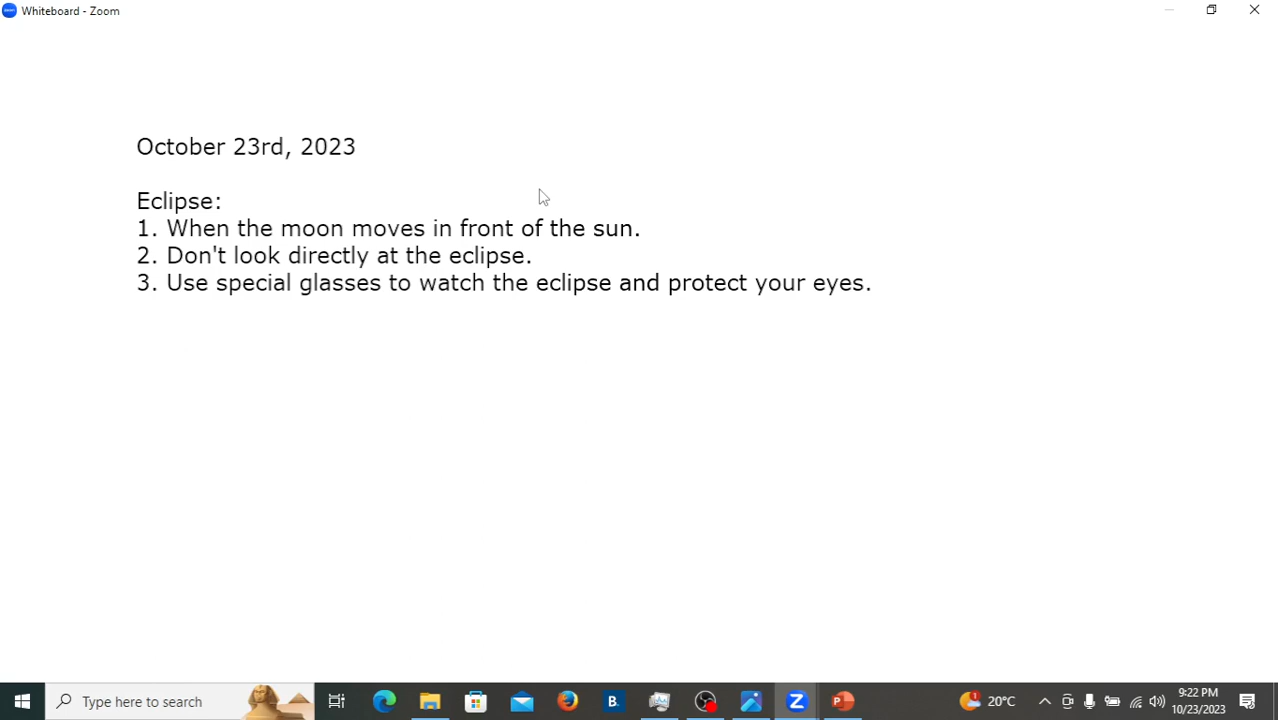 Whiteboard - Zoom
October 23rd, 2023
Eclipse:
1. When the moon moves in front of the sun.
2. Don't look directly at the eclipse.
3. Use special glasses to watch the eclipse and protect your eyes.
Type here to search
B.
1
20°C
9:22 PM
10/23/2023